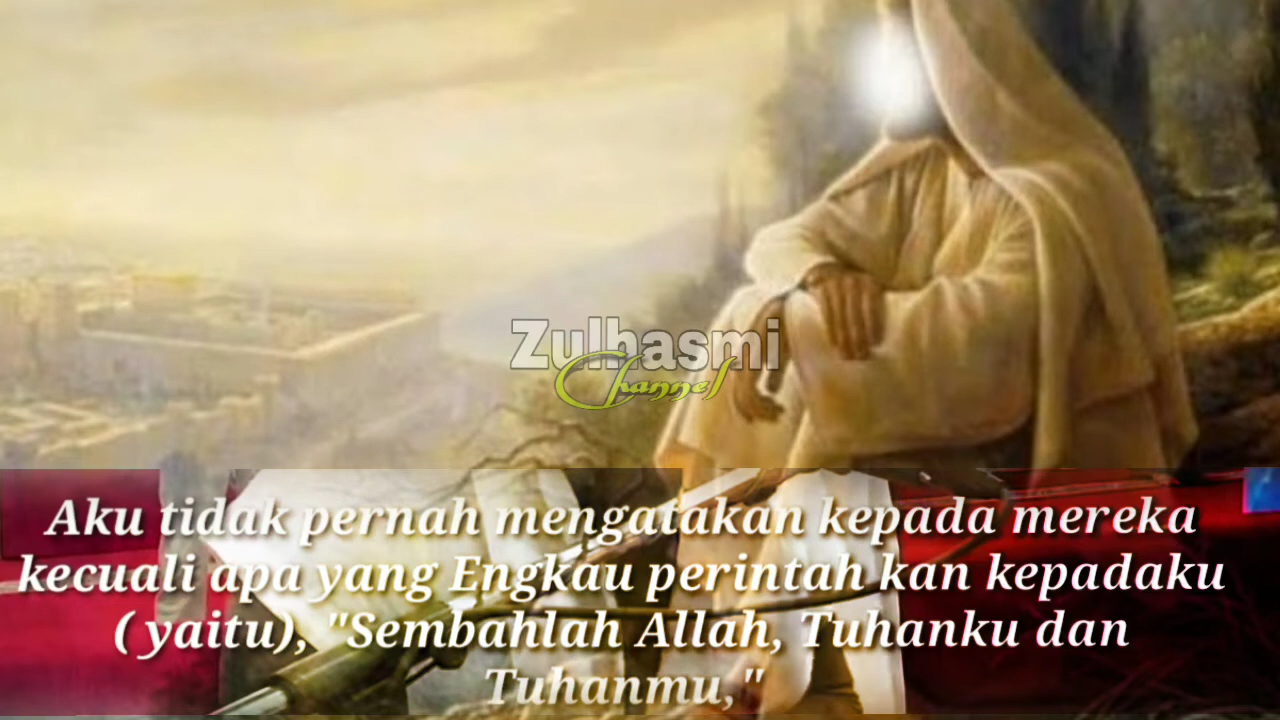 Zulhasmi
Channel
Aku tidak pernah mengatakan kepada mereka
kecuali apa yang Engkau perintah kan kepadaku
( yaitu), "Sembahlah Allah, Tuhanku dan
Tuhanmu,"